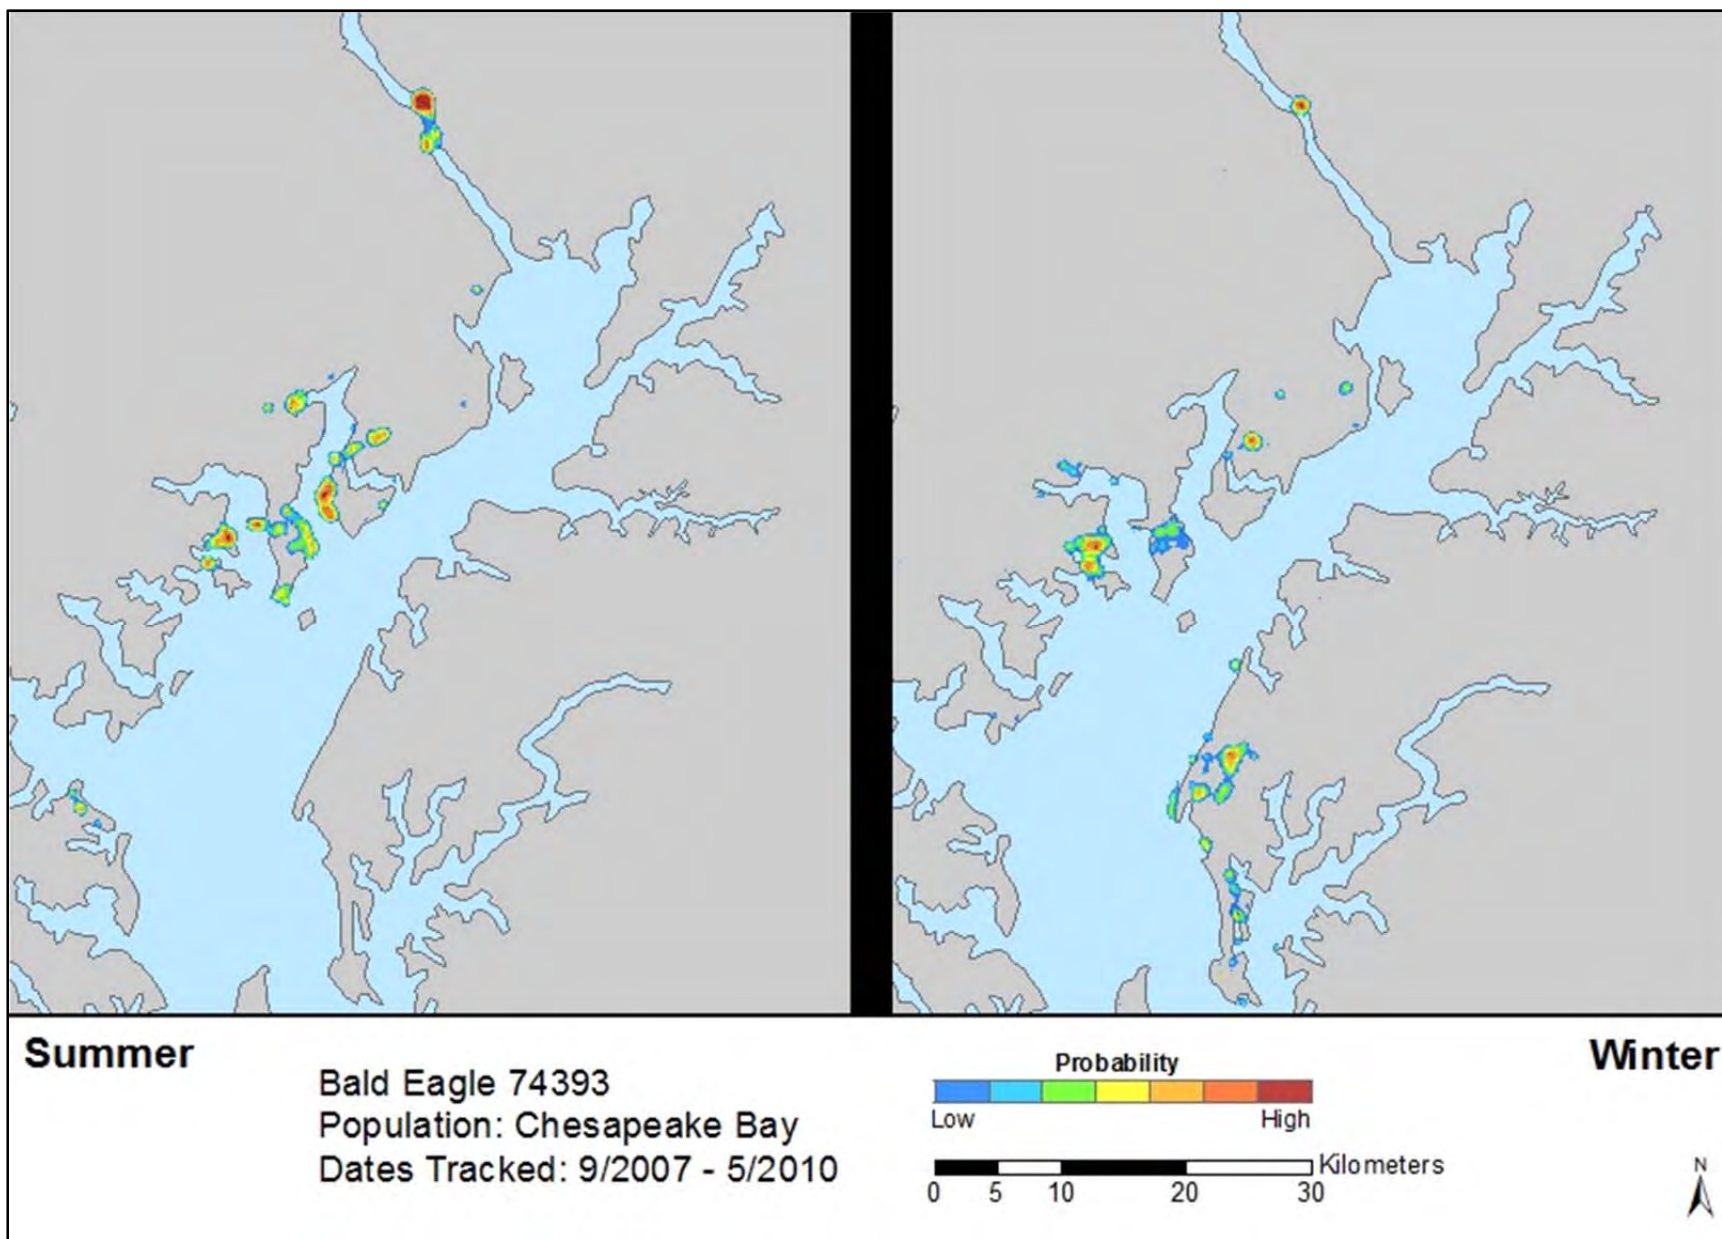 Summer
Winter
Bald Eagle 74393
Population: Chesapeake Bay
Dates Tracked: 9/2007 - 5/2010
Probability
Low High
Kilometers
0 5 10 20 30
N